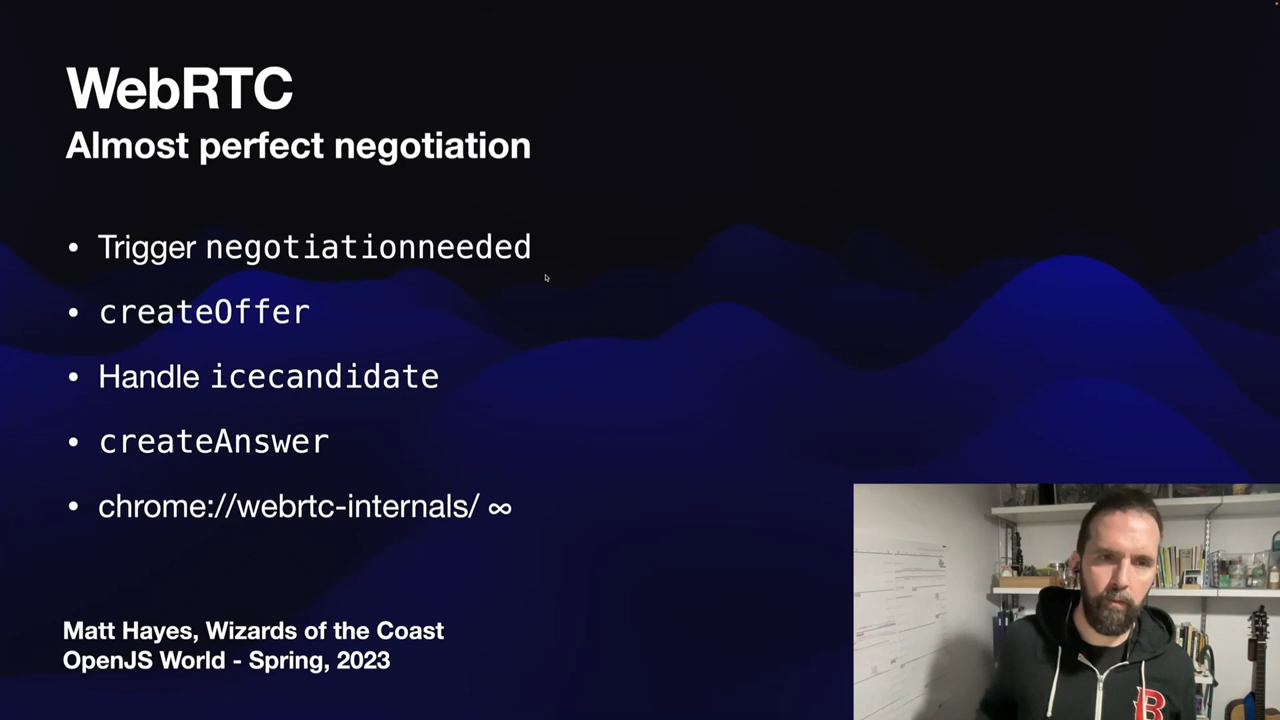 WebRTC
Almost perfect negotiation
• Trigger negotiationneeded
• createOffer
• Handle icecandidate
• createAnswer
• chrome://webrtc-internals/ ∞
Matt Hayes, Wizards of the Coast
OpenJS World - Spring, 2023
B